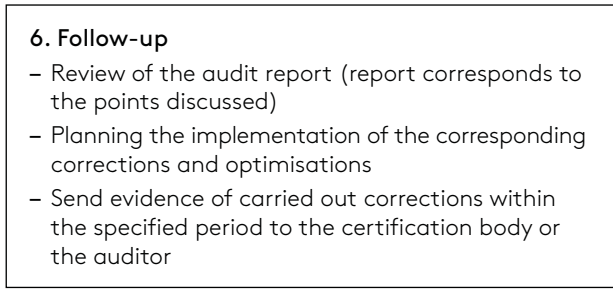 6. Follow-up
– Review of the audit report (report corresponds to
the points discussed)
– Planning the implementation of the corresponding
corrections and optimisations
– Send evidence of carried out corrections within
the specified period to the certification body or
the auditor